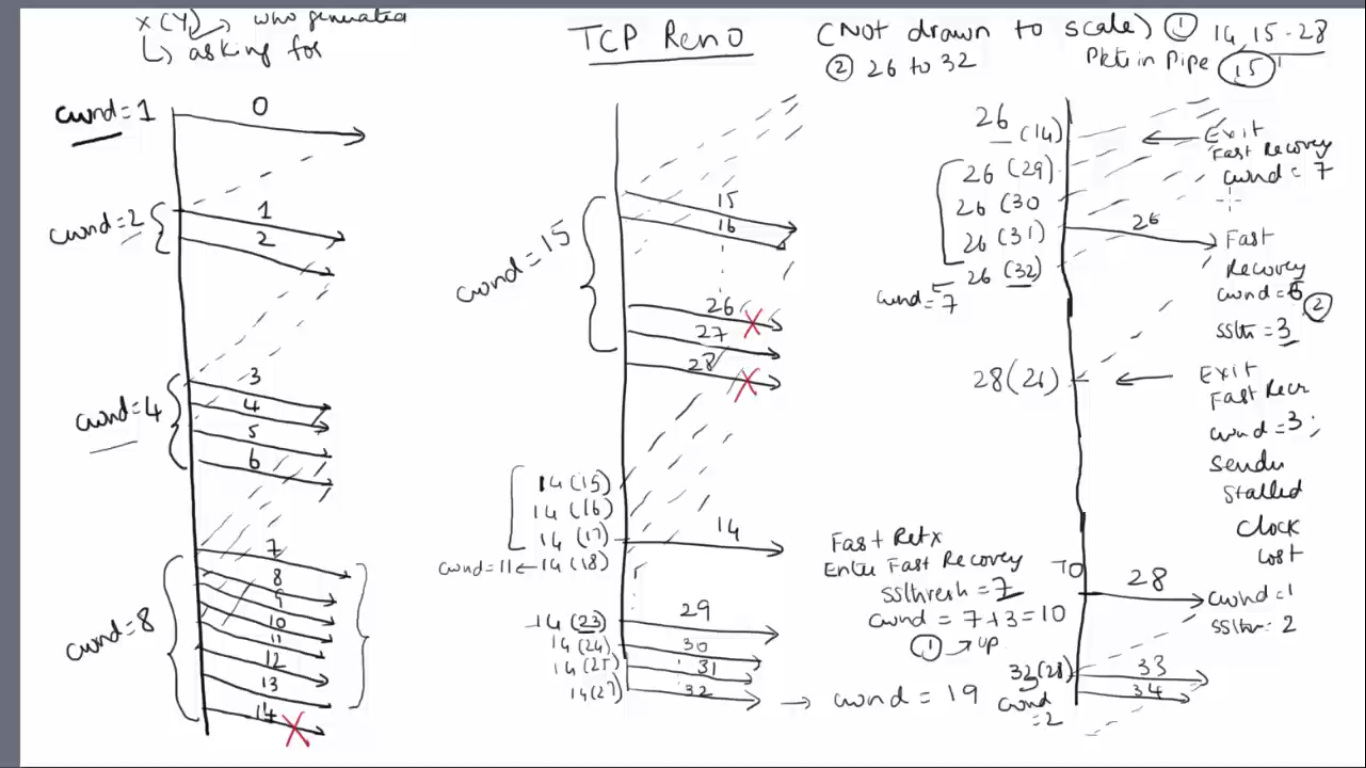 x (Y) → who generated
↳ asking for
TCP Reno
(Not drawn to scale) ① 14, 15-28
② 26 to 32
Pkts in Pipe 15
cwnd=1
0
cwnd=2
1
2
cwnd=4
3
4
5
6
cwnd=8
7
8
9
10
11
12
13
14
cwnd=15
15
16
26
27
28
14 (15)
14 (16)
14 (17)
14
cwnd=11←14 (18)
14 (23)
29
14 (24)
30
14 (25)
31
14 (27)
32
→ cwnd = 19
Fast Retx
Enter Fast Recovery
ssthresh = 7
cwnd = 7+3=10
① → up
26 (14)
26 (29)
26 (30
26 (31)
26 (32)
cwnd=7
26
Exit
Fast Recovery
cwnd= 7
Fast
Recovery
cwnd=6
②
ssth=3
28(26)
Exit
Fast Recr
cwnd=3;
Sender
Stalled
Clock
lost
TO
28
cwnd=1
ssthr: 2
32(28)
33
33
34
cwnd
=2